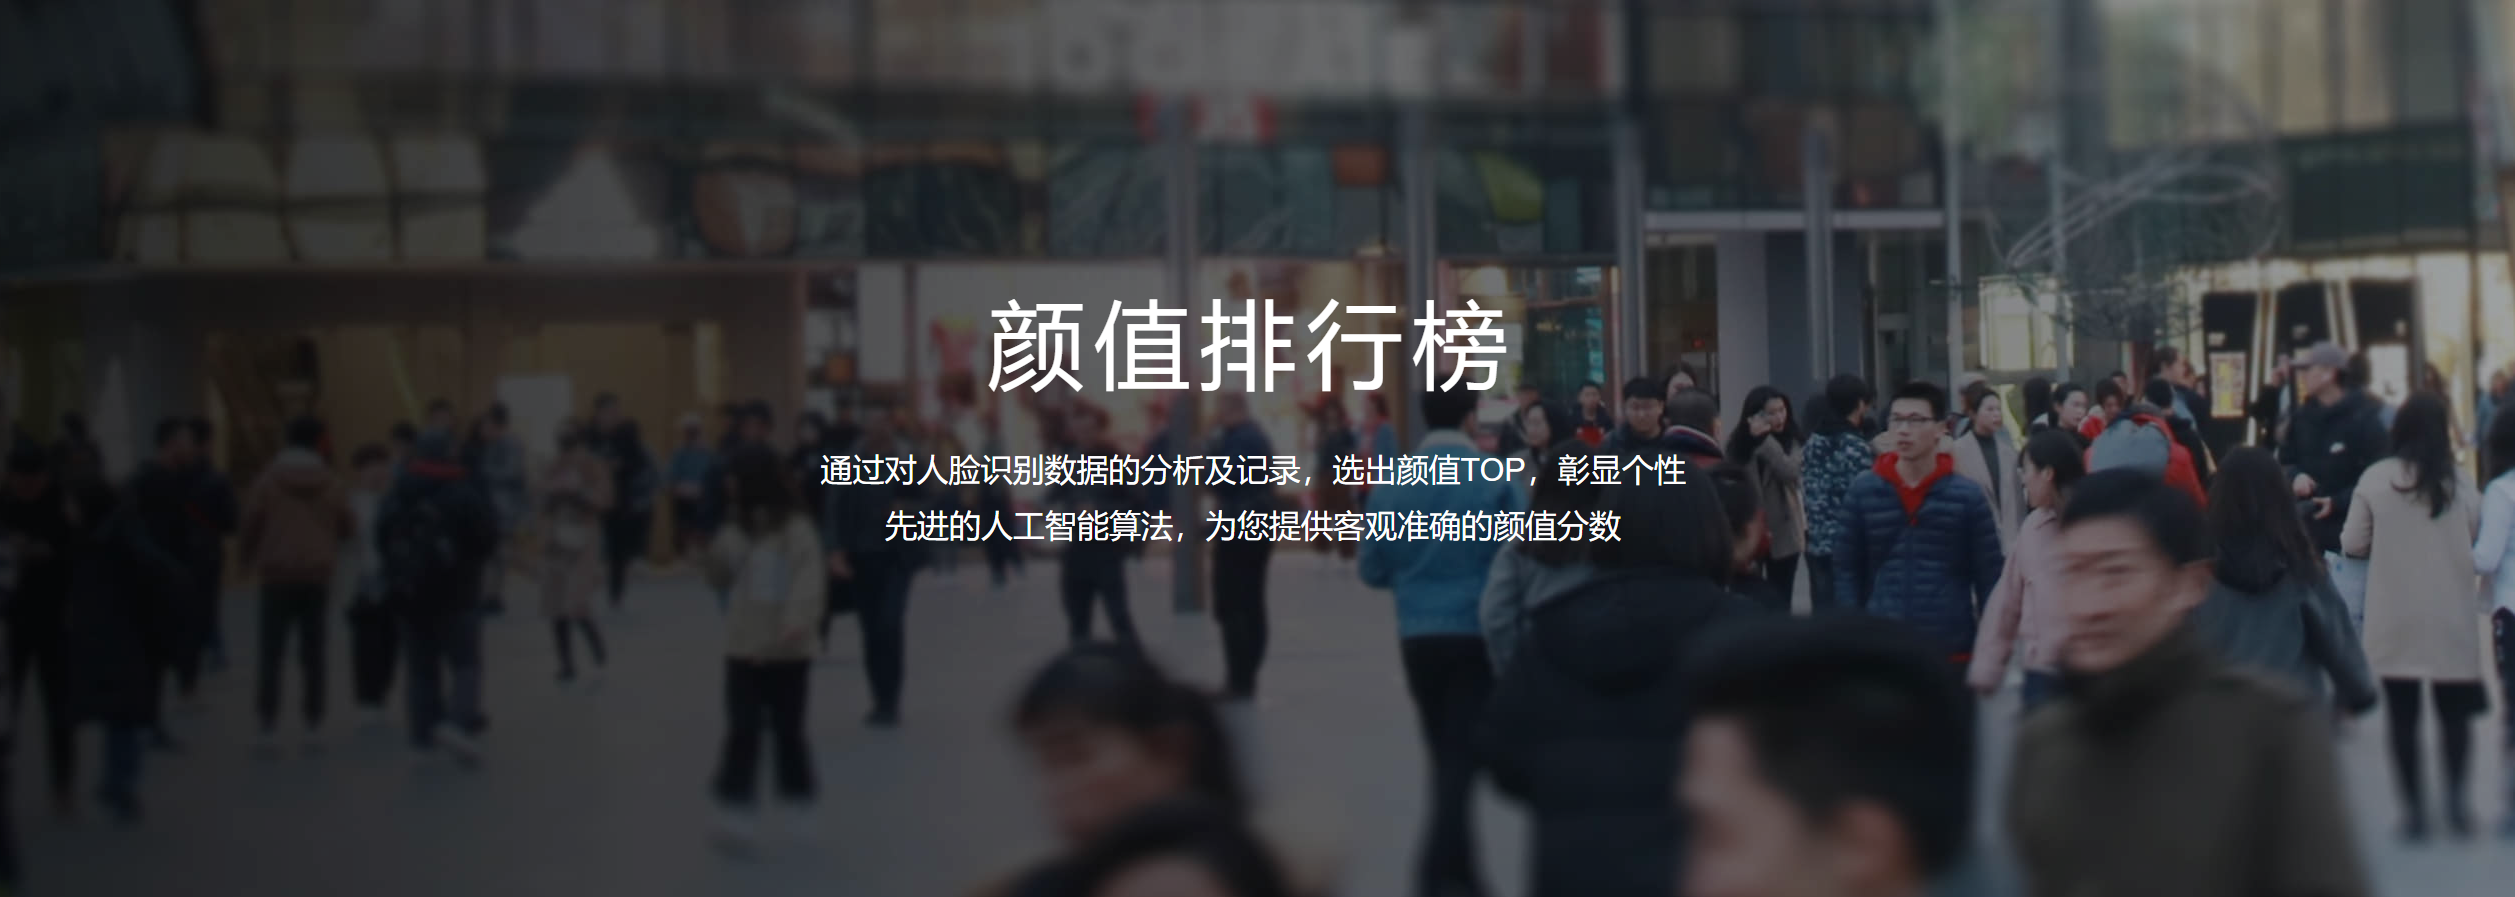 颜值排行榜
通过对人脸识别数据的分析及记录，选出颜值TOP，彰显个性
先进的人工智能算法，为您提供客观准确的颜值分数